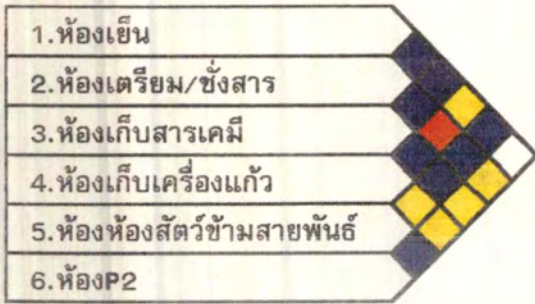 1.ห้องเย็น
2.ห้องเตรียม/ชั่งสาร
3.ห้องเก็บสารเคมี
4.ห้องเก็บเครื่องแก้ว
5.ห้องห้องสัตว์ข้ามสายพันธ์
6.ห้องP2